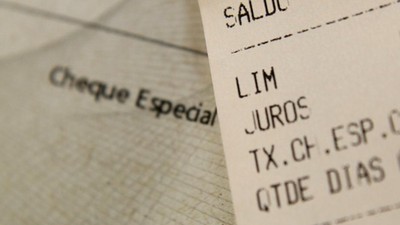 Cheque Especial
SALDO
LIM
JUROS
TX.CH.ESP.C
QTDE DIAS